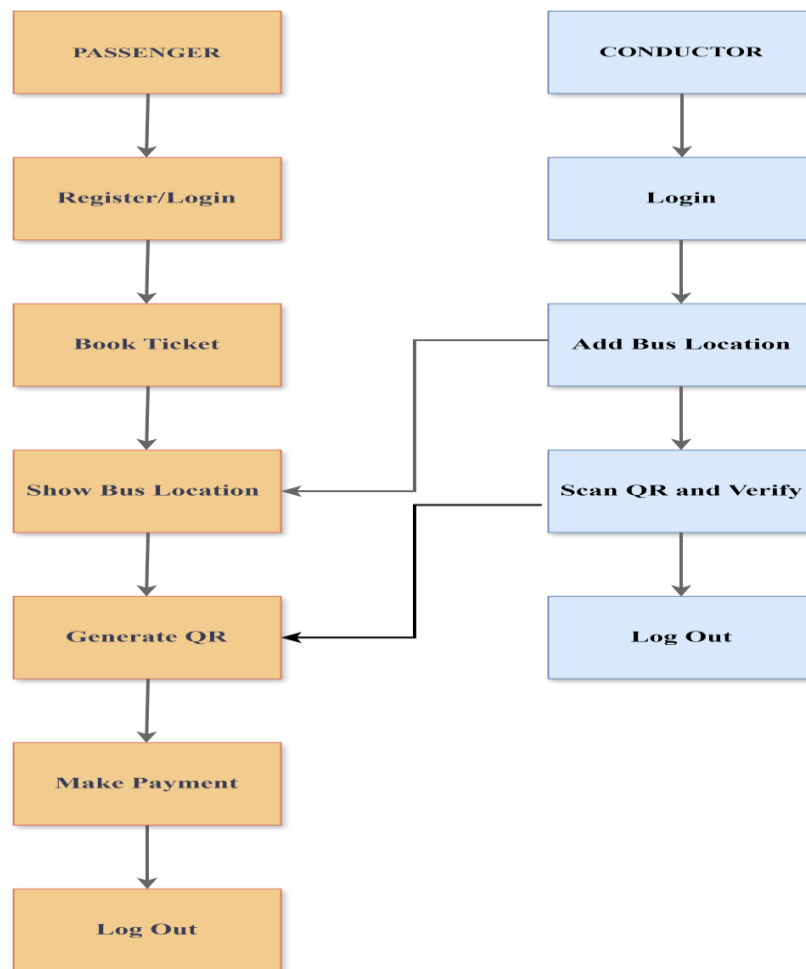 PASSENGER
CONDUCTOR
Register/Login
Login
Book Ticket
Add Bus Location
Show Bus Location
Scan QR and Verify
Generate QR
Log Out
Make Payment
Log Out